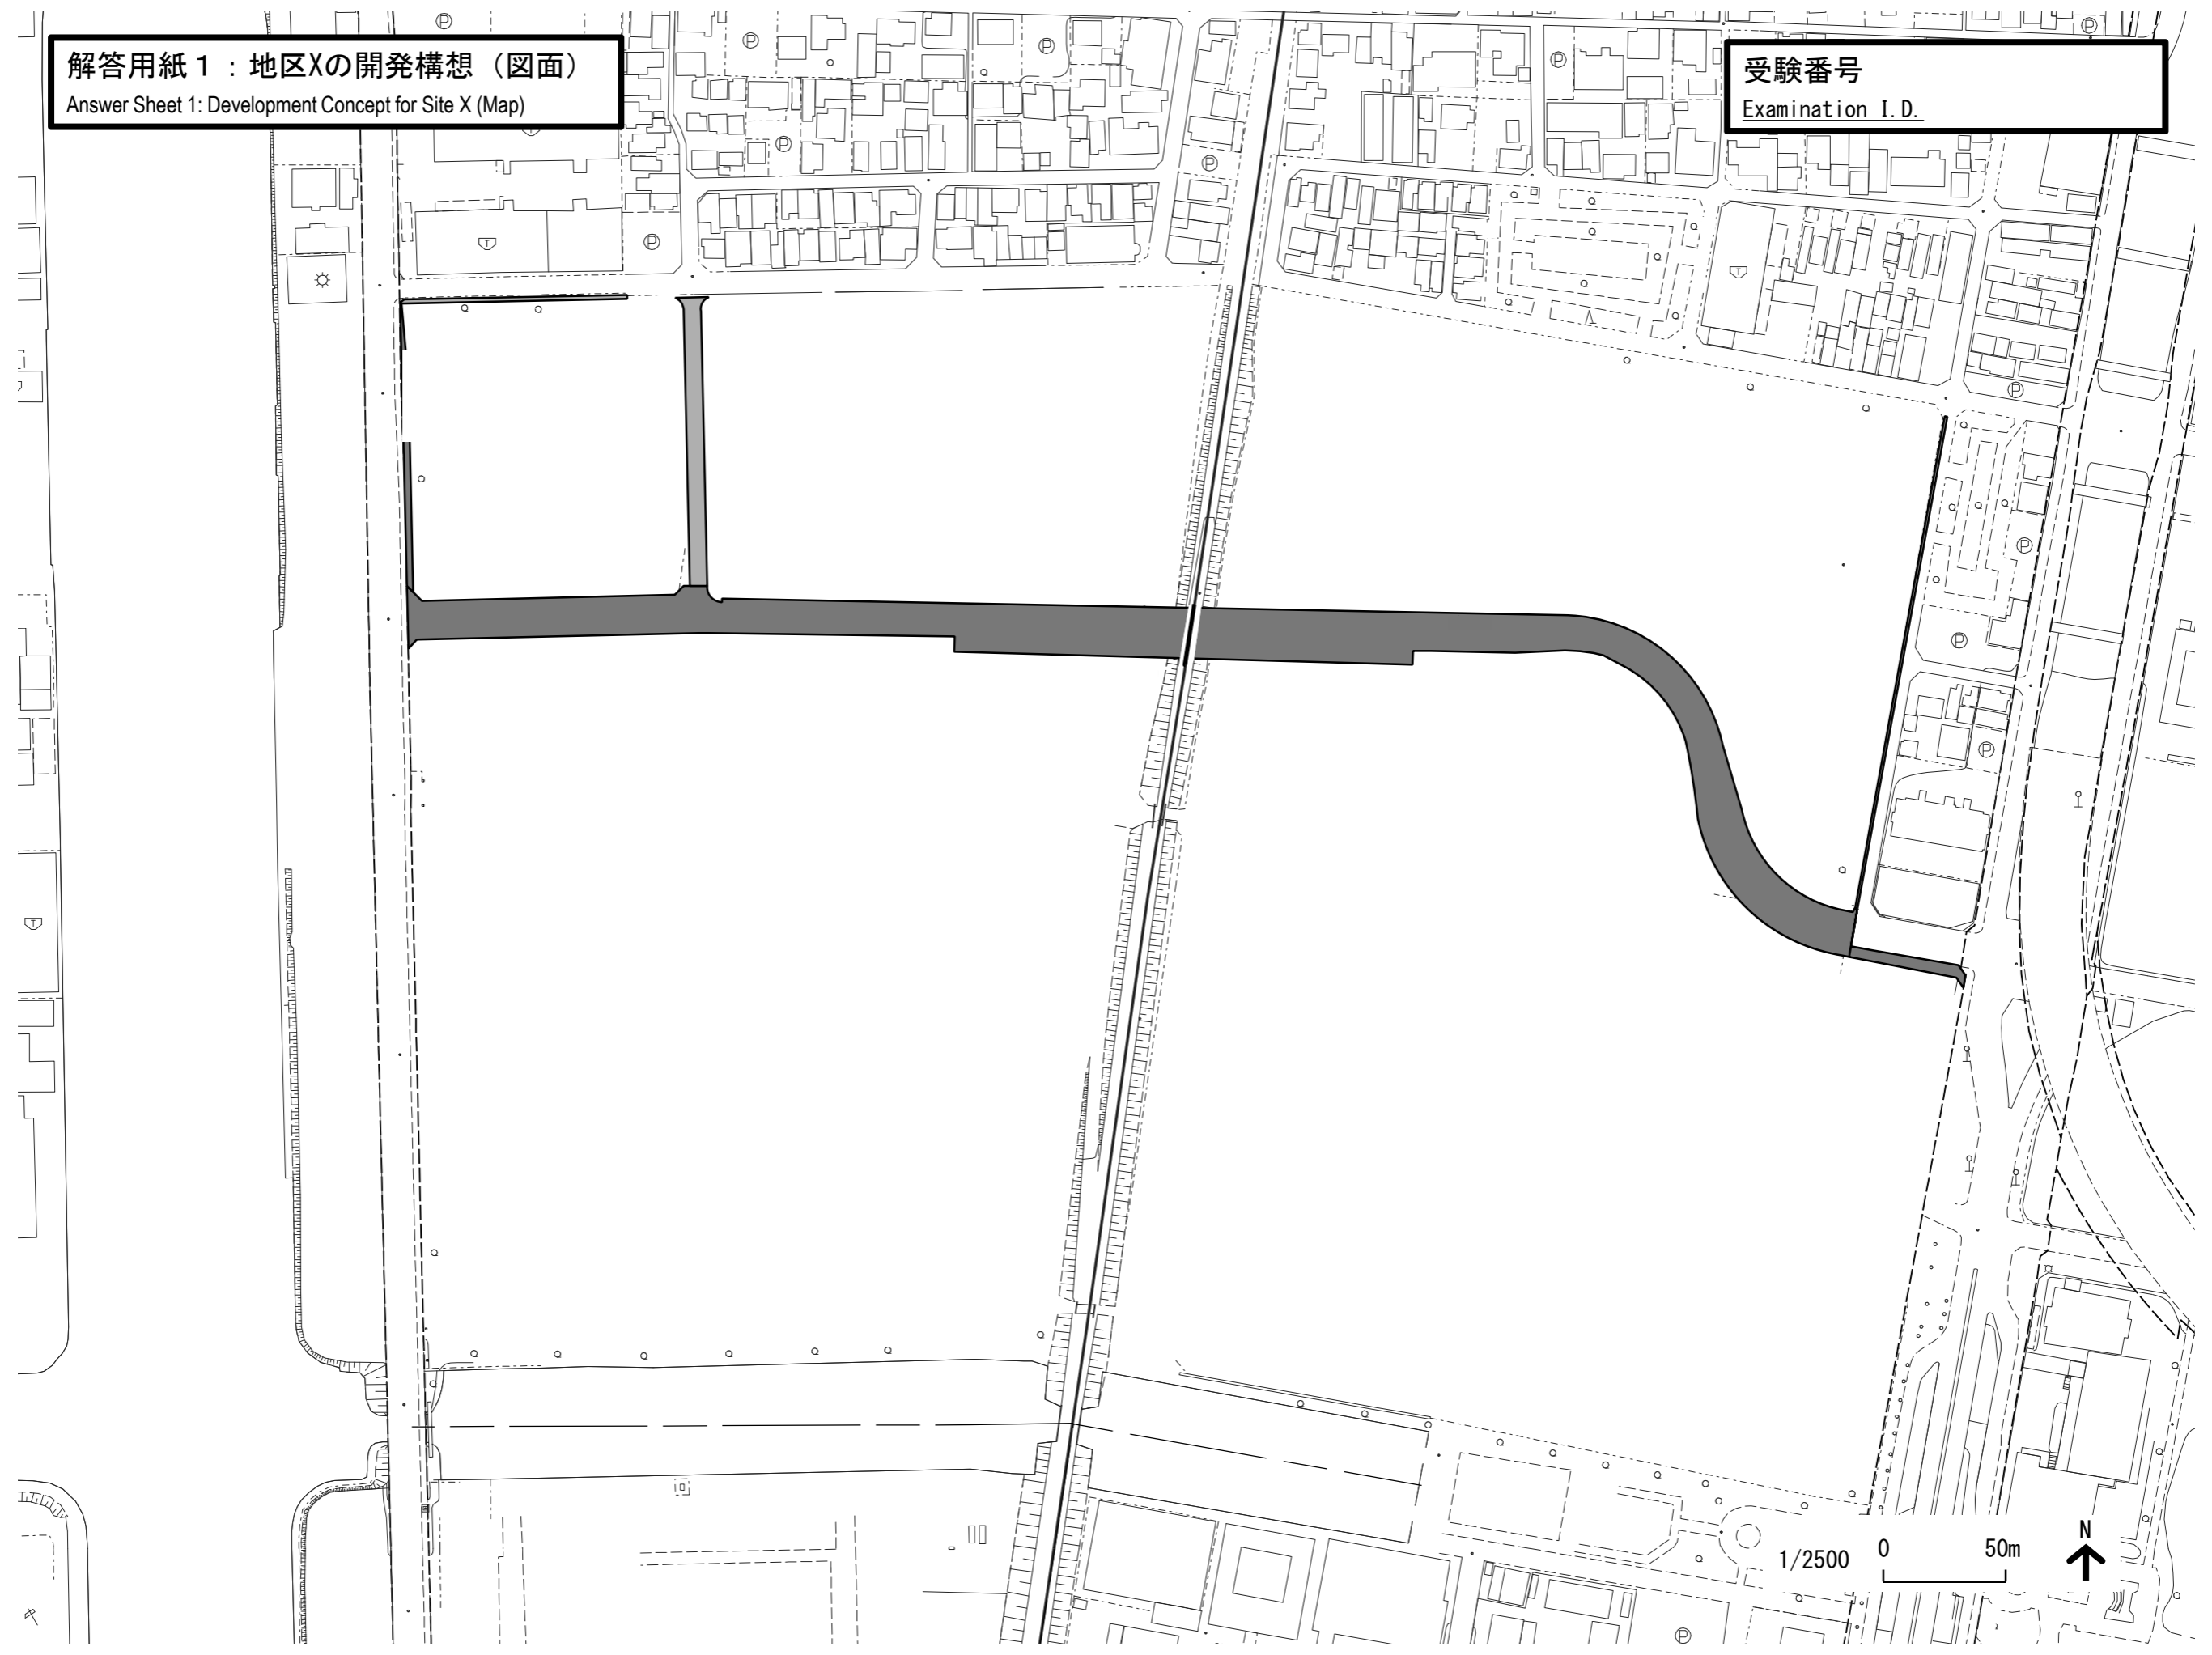 解答用紙1：地区Xの開発構想（図面）
Answer Sheet 1: Development Concept for Site X (Map)
受験番号
Examination I.D.
1/2500
0
50m
N